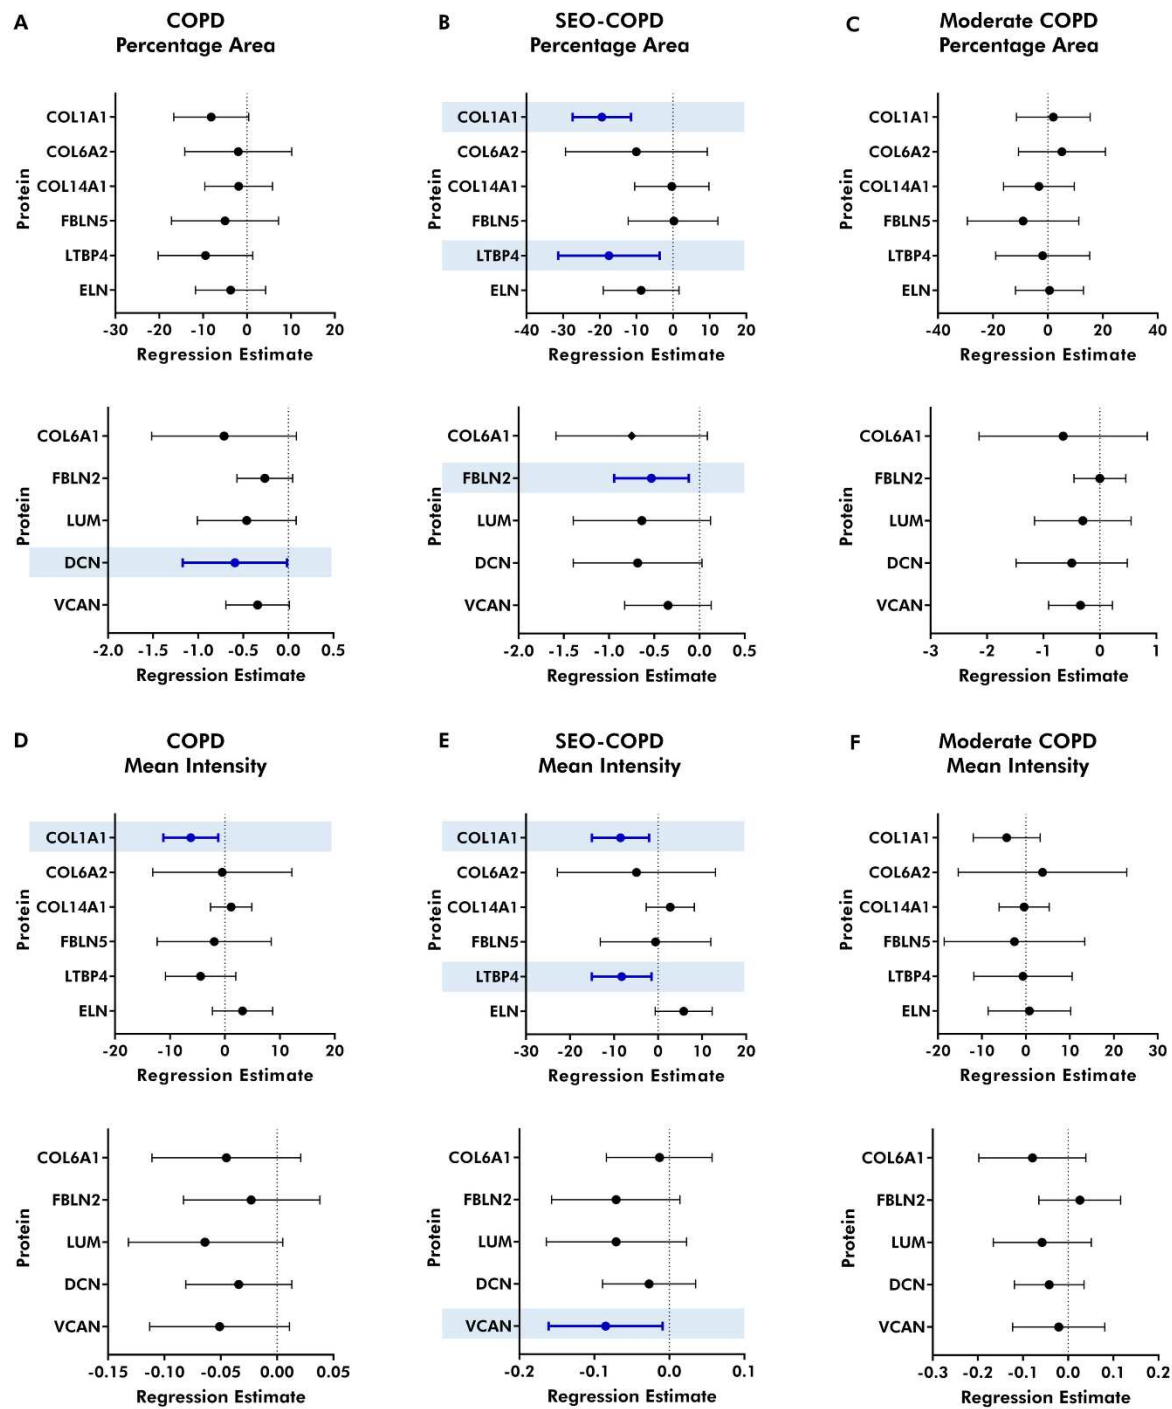 A
COPD
Percentage Area
Protein
COL1A1
COL6A2
COL14A1
FBLN5
LTBP4
ELN
-30 -20 -10 0 10 20
Regression Estimate
Protein
COL6A1
FBLN2
LUM
DCN
VCAN
-2.0 -1.5 -1.0 -0.5 0.0 0.5
Regression Estimate
B
SEO-COPD
Percentage Area
Protein
COL1A1
COL6A2
COL14A1
FBLN5
LTBP4
ELN
-40 -30 -20 -10 0 10 20
Regression Estimate
Protein
COL6A1
FBLN2
LUM
DCN
VCAN
-2.0 -1.5 -1.0 -0.5 0.0 0.5
Regression Estimate
C
Moderate COPD
Percentage Area
Protein
COL1A1
COL6A2
COL14A1
FBLN5
LTBP4
ELN
-40 -20 0 20 40
Regression Estimate
Protein
COL6A1
FBLN2
LUM
DCN
VCAN
-3 -2 -1 0 1
Regression Estimate
D
COPD
Mean Intensity
Protein
COL1A1
COL6A2
COL14A1
FBLN5
LTBP4
ELN
-20 -10 0 10 20
Regression Estimate
Protein
COL6A1
FBLN2
LUM
DCN
VCAN
-0.15 -0.10 -0.05 0.00 0.05
Regression Estimate
E
SEO-COPD
Mean Intensity
Protein
COL1A1
COL6A2
COL14A1
FBLN5
LTBP4
ELN
-30 -20 -10 0 10 20
Regression Estimate
Protein
COL6A1
FBLN2
LUM
DCN
VCAN
-0.2 -0.1 0.0 0.1
Regression Estimate
F
Moderate COPD
Mean Intensity
Protein
COL1A1
COL6A2
COL14A1
FBLN5
LTBP4
ELN
-20 -10 0 10 20 30
Regression Estimate
Protein
COL6A1
FBLN2
LUM
DCN
VCAN
-0.3 -0.2 -0.1 0.0 0.1 0.2
Regression Estimate